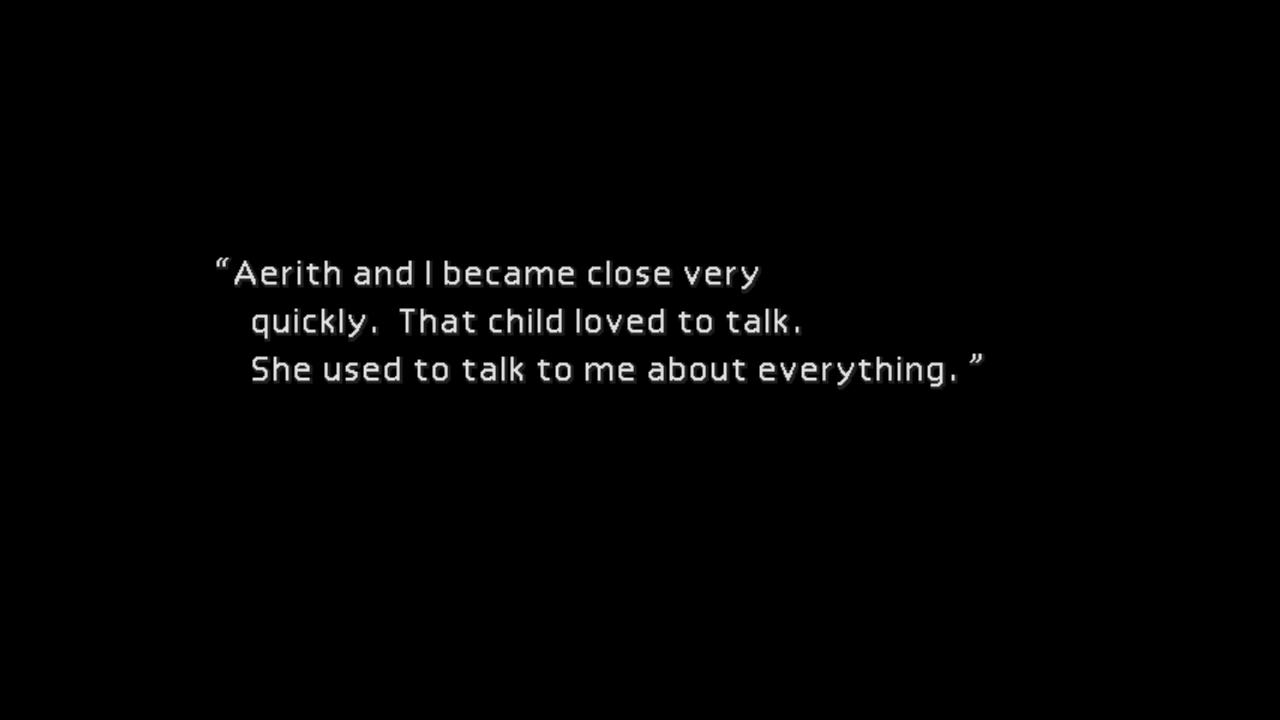 “Aerith and I became close very
quickly. That child loved to talk.
She used to talk to me about everything. ”